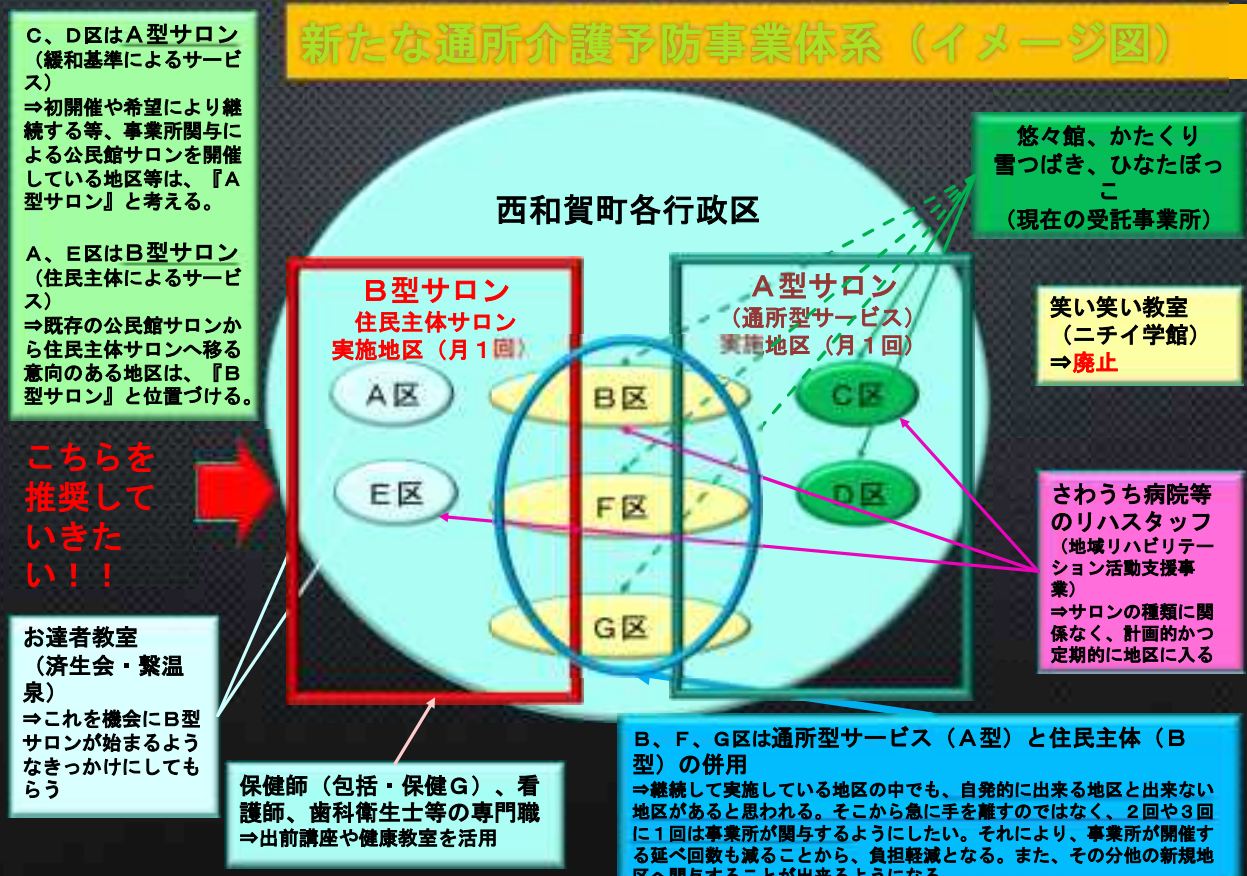 新たな通所介護予防事業体系（イメージ図）
Ｃ、Ｄ区はＡ型サロン
（緩和基準によるサービ
ス）
⇒初開催や希望により継
続する等、事業所関与に
よる公民館サロンを開催
している地区等は、『Ａ
型サロン』と考える。
Ａ、Ｅ区はＢ型サロン
（住民主体によるサービ
ス）
⇒既存の公民館サロンか
ら住民主体サロンへ移る
意向のある地区は、『Ｂ
型サロン』と位置づける。
こちらを
推奨して
いきた
い！！
お達者教室
（済生会・繋温
泉）
⇒これを機会にＢ型
サロンが始まるよう
なきっかけにしても
らう
西和賀町各行政区
Ｂ型サロン
住民主体サロン
実施地区（月１回）
Ａ区
Ｅ区
Ｂ区
Ｆ区
Ｇ区
Ａ型サロン
（通所型サービス）
実施地区（月１回）
Ｃ区
Ｄ区
悠々館、かたくり
雪つばき、ひなたぼっ
こ
（現在の受託事業所）
笑い笑い教室
（ニチイ学館）
⇒廃止
さわうち病院等
のリハスタッフ
（地域リハビリテー
ション活動支援事
業）
⇒サロンの種類に関
係なく、計画的かつ
定期的に地区に入る
保健師（包括・保健Ｇ）、看
護師、歯科衛生士等の専門職
⇒出前講座や健康教室を活用
Ｂ、Ｆ、Ｇ区は通所型サービス（Ａ型）と住民主体（Ｂ
型）の併用
⇒継続して実施している地区の中でも、自発的に出来る地区と出来ない
地区があると思われる。そこから急に手を離すのではなく、２回や３回
に１回は事業所が関与するようにしたい。それにより、事業所が開催す
る延べ回数も減ることから、負担軽減となる。また、その分他の新規地
区へ関与することが出来るようになる